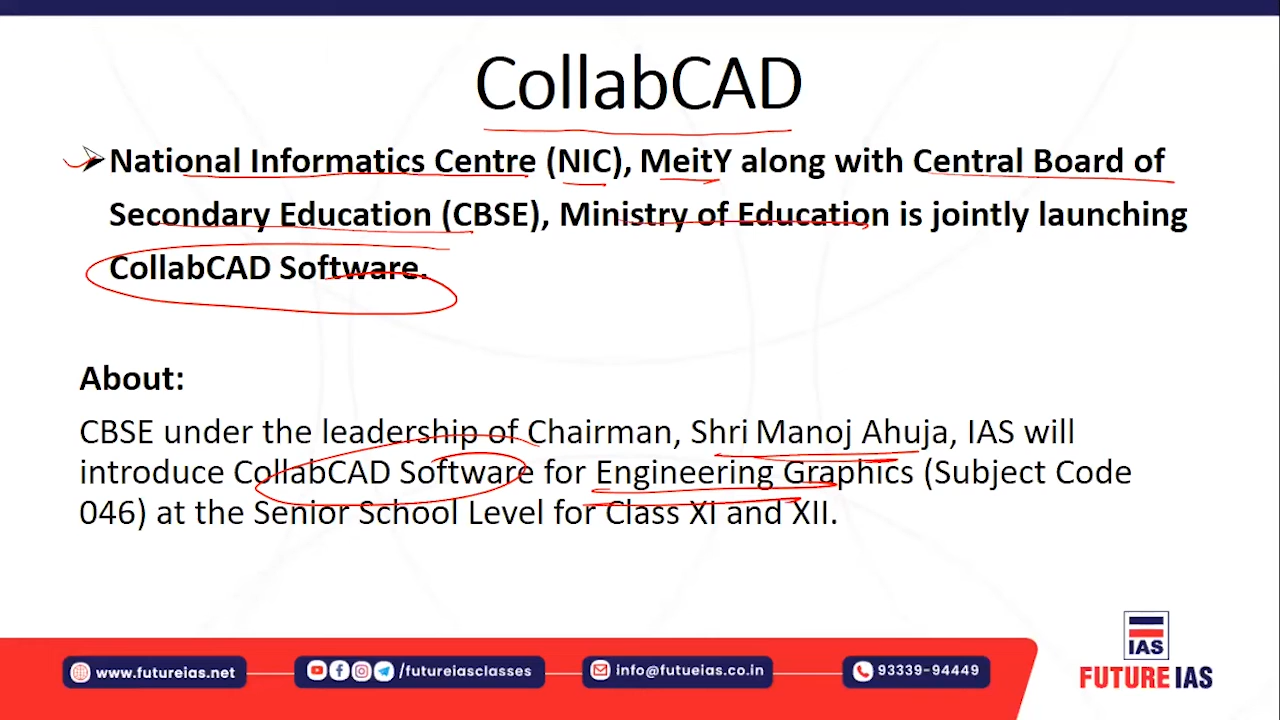 CollabCAD
National Informatics Centre (NIC), MeitY along with Central Board of
Secondary Education (CBSE), Ministry of Education is jointly launching
CollabCAD Software.
About:
CBSE under the leadership of Chairman, Shri Manoj Ahuja, IAS will
introduce CollabCAD Software for Engineering Graphics (Subject Code
046) at the Senior School Level for Class XI and XII.
IAS
www.futureias.net
/futureiasclasses
info@futueias.co.in
93339-94449
FUTURE IAS